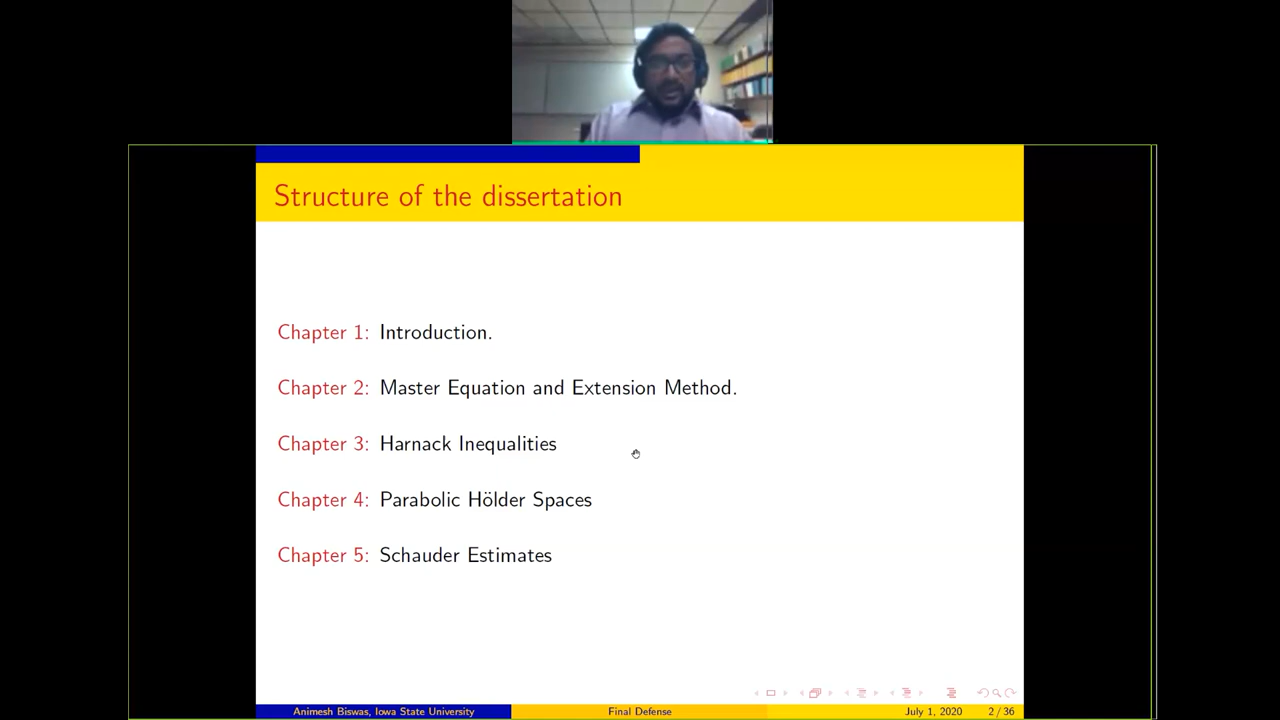 Structure of the dissertation
Chapter 1: Introduction.
Chapter 2: Master Equation and Extension Method.
Chapter 3: Harnack Inequalities
Chapter 4: Parabolic Hölder Spaces
Chapter 5: Schauder Estimates
Animesh Biswas, Iowa State University Final Defense July 1, 2020 2 / 36